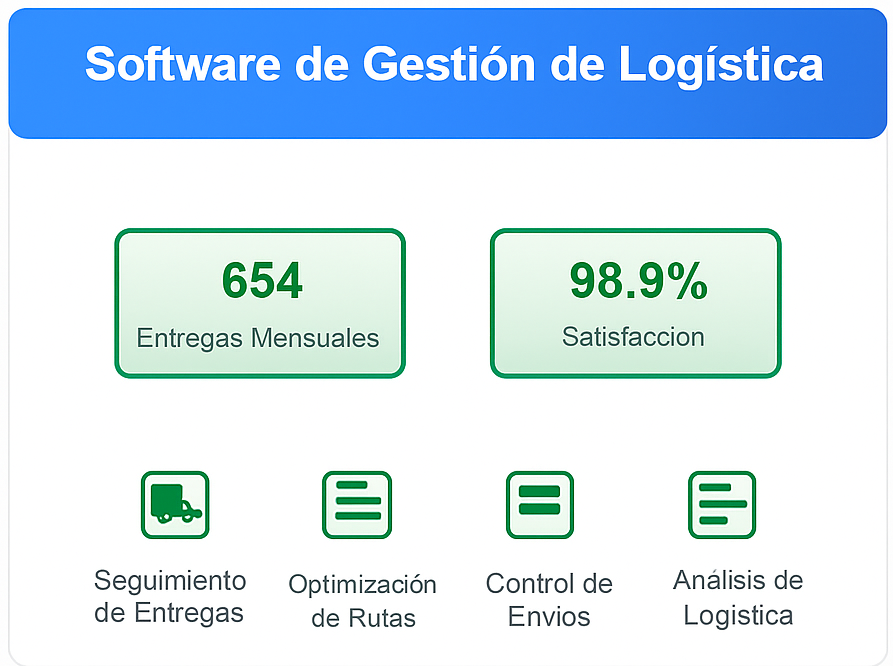 Software de Gestión de Logística
654
Entregas Mensuales
98.9%
Satisfaccion
Seguimiento
de Entregas
Optimización
de Rutas
Control de
Envios
Análisis de
Logistica